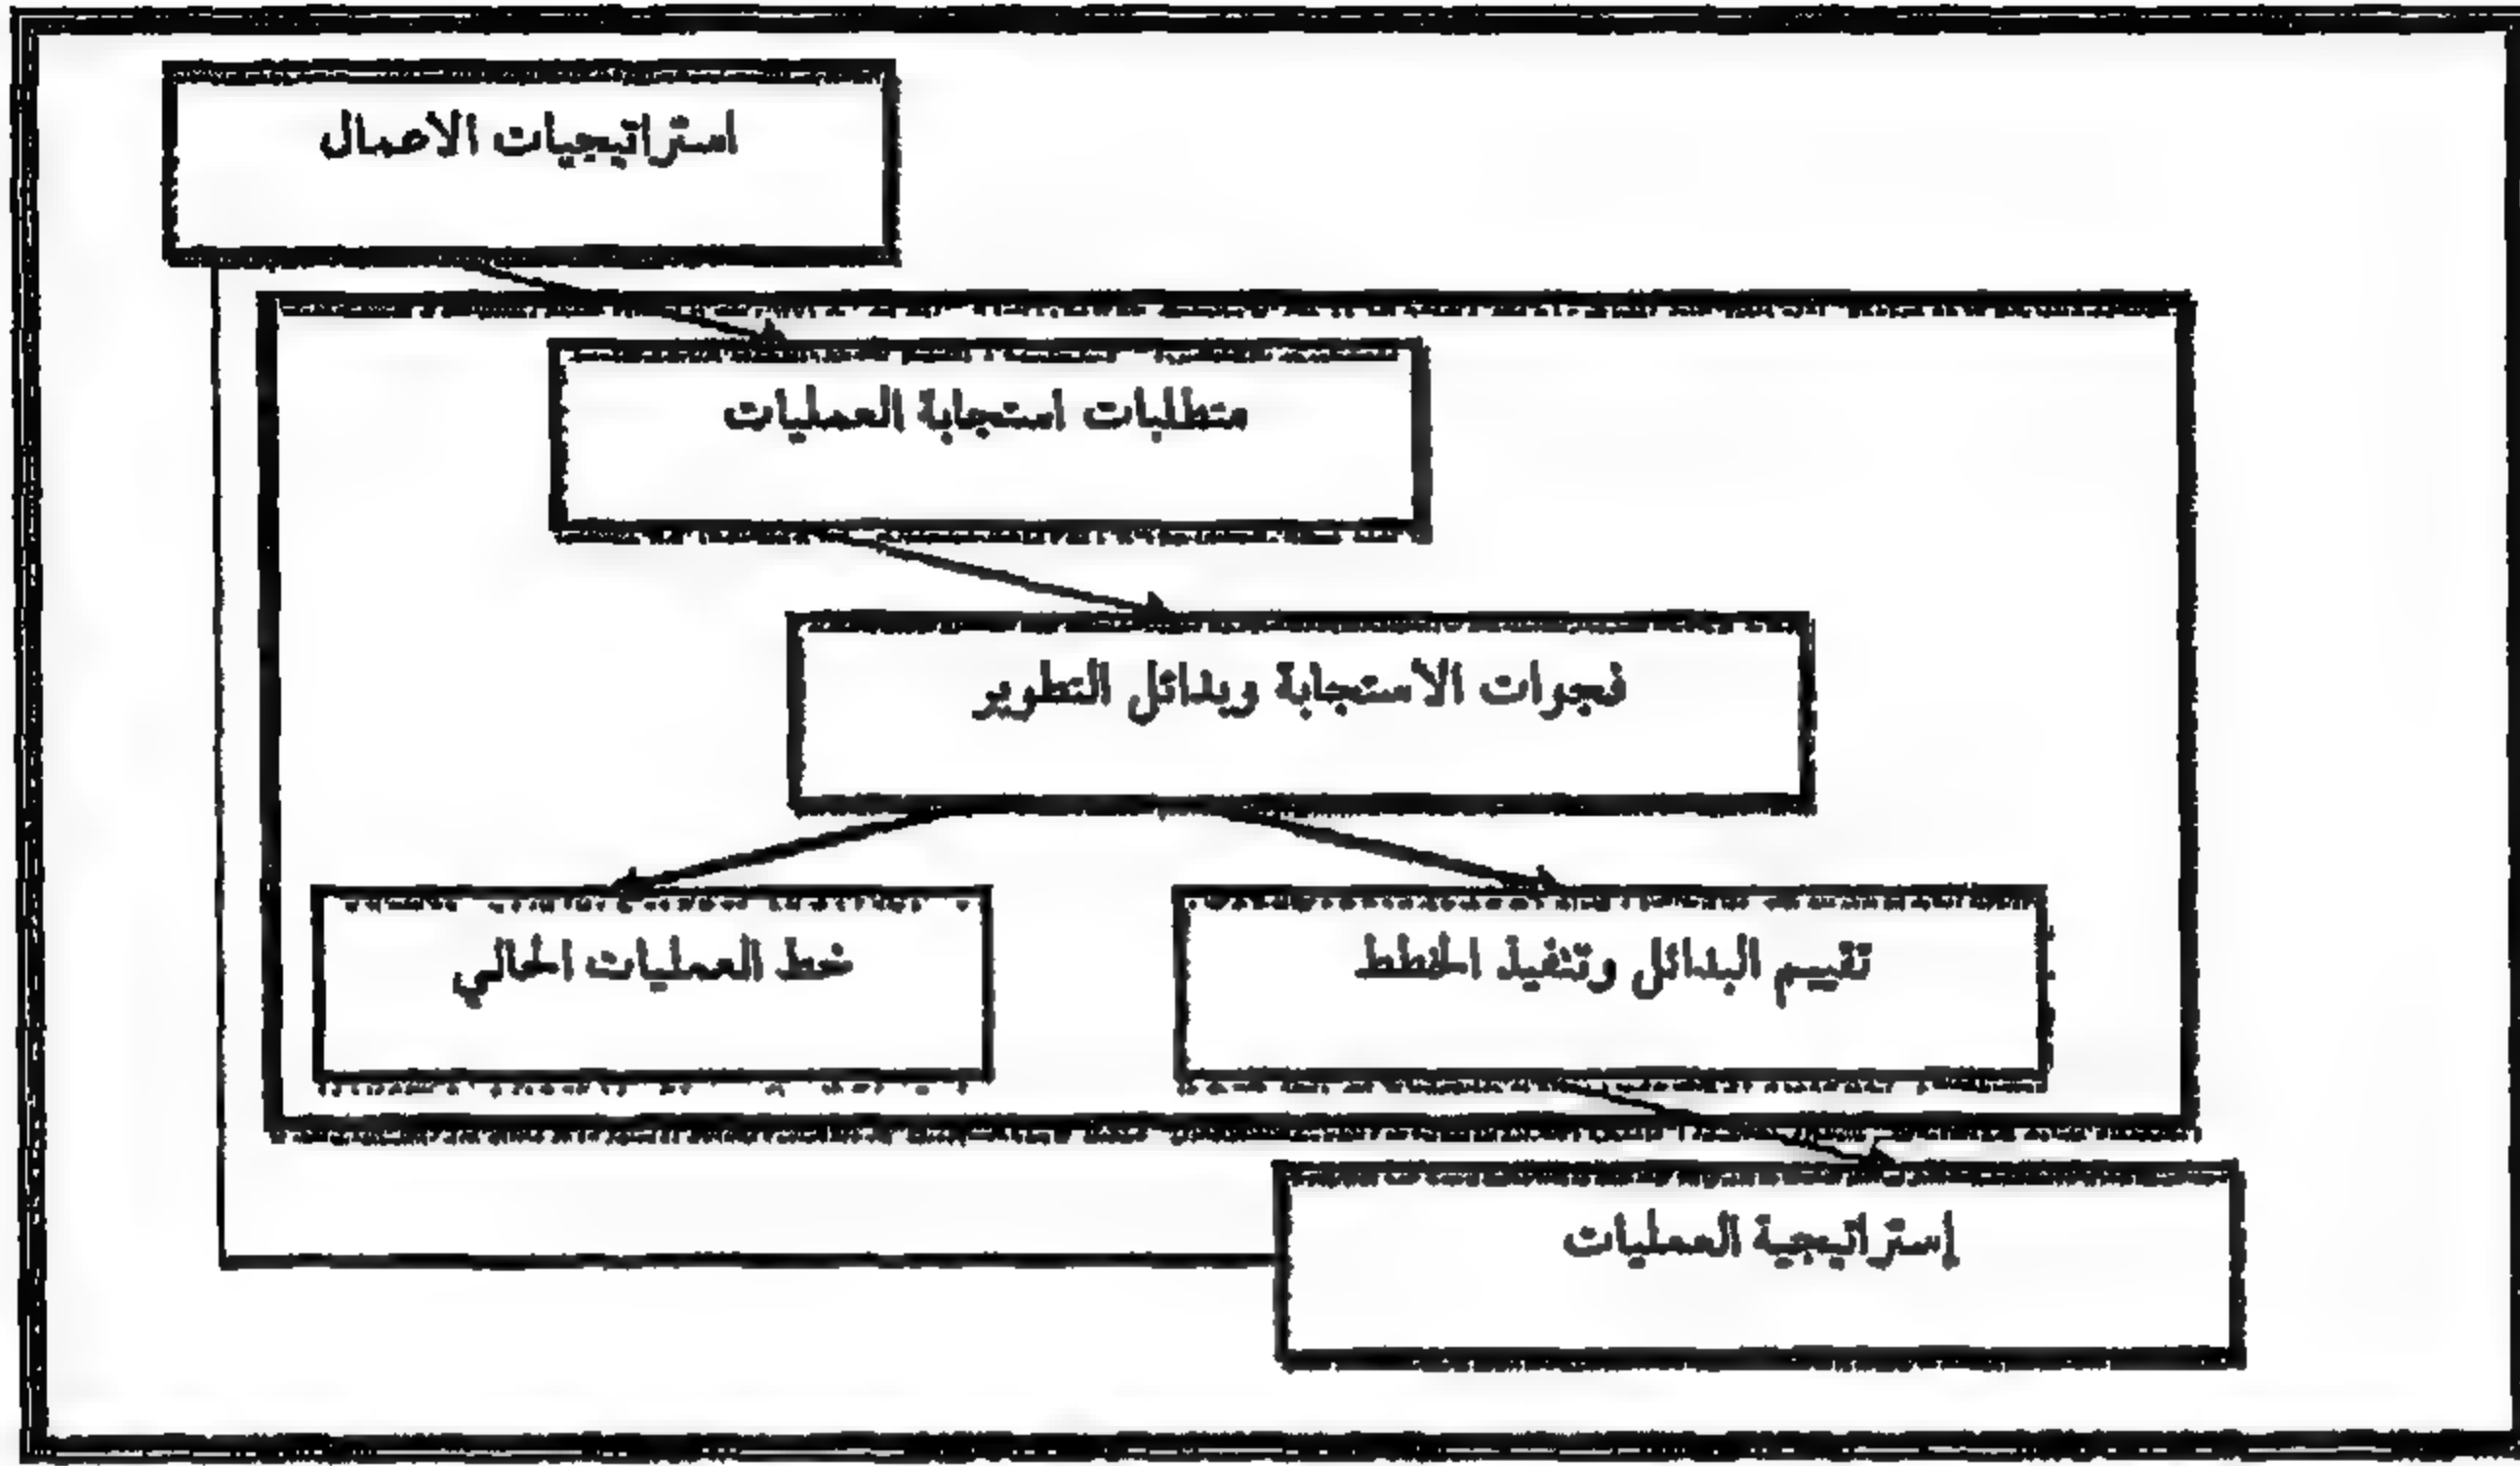 استراتيجيات الاعمال
متطلبات استجابة العمليات
فجوات الاستجابة وبدائل التطوير
خط العمليات الحالي
تقييم البدائل وتنفيذ الخطط
إستراتيجية العمليات